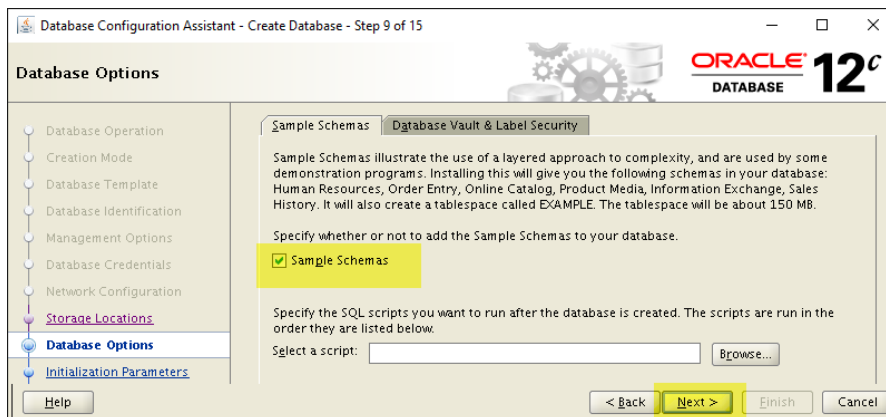 Database Configuration Assistant - Create Database - Step 9 of 15
Database Options
ORACLE
DATABASE
12c
Database Operation
Creation Mode
Database Template
Database Identification
Management Options
Database Credentials
Network Configuration
Storage Locations
Database Options
Initialization Parameters
Sample Schemas
Database Vault & Label Security
Sample Schemas illustrate the use of a layered approach to complexity, and are used by some
demonstration programs. Installing this will give you the following schemas in your database:
Human Resources, Order Entry, Online Catalog, Product Media, Information Exchange, Sales
History. It will also create a tablespace called EXAMPLE. The tablespace will be about 150 MB.
Specify whether or not to add the Sample Schemas to your database.
Sample Schemas
Specify the SQL scripts you want to run after the database is created. The scripts are run in the
order they are listed below.
Select a script:
Browse...
Help
< Back
Next >
Finish
Cancel